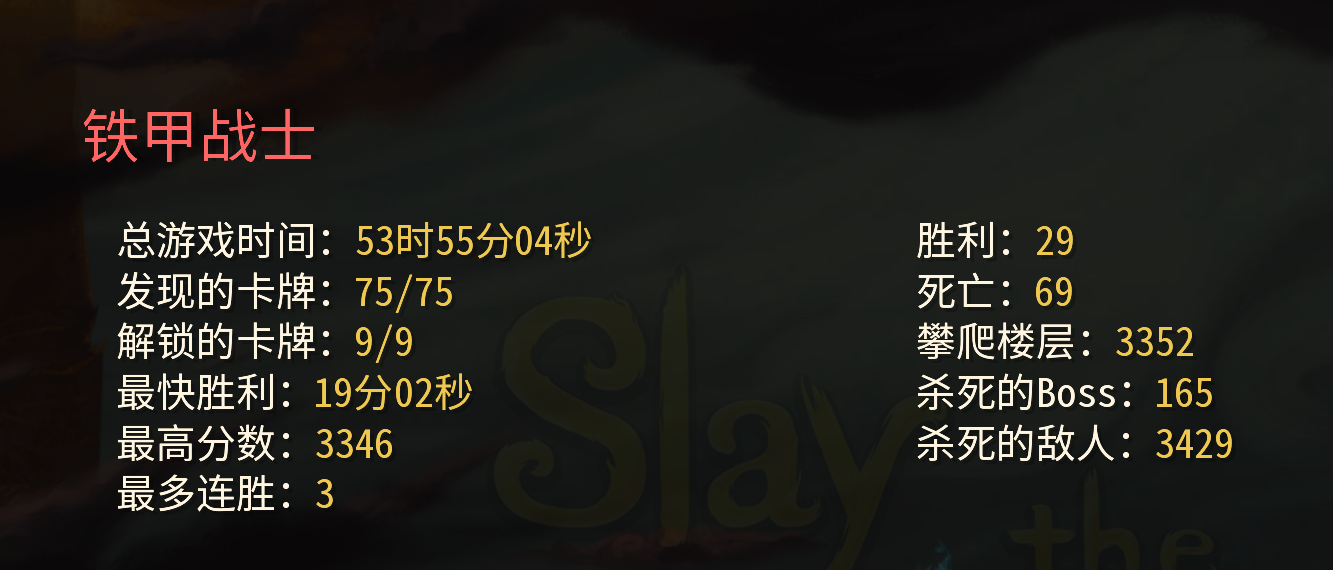 铁甲战士
总游戏时间：53时55分04秒
发现的卡牌：75/75
解锁的卡牌：9/9
最快胜利：19分02秒
最高分数：3346
最多连胜：3
胜利：29
死亡：69
攀爬楼层：3352
杀死的Boss：165
杀死的敌人：3429
Slay
the